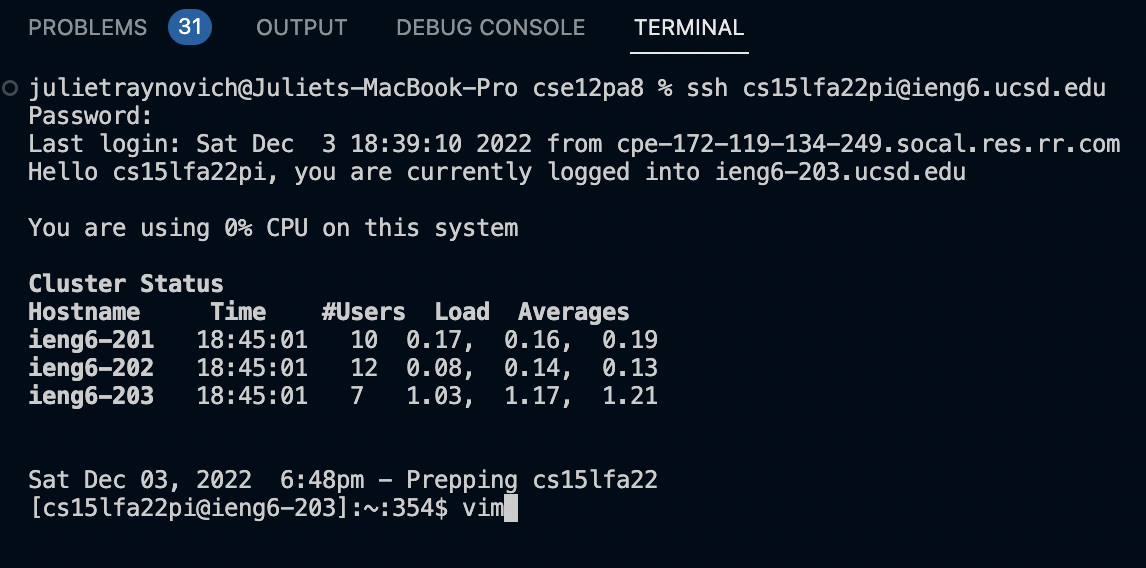 PROBLEMS 31 OUTPUT DEBUG CONSOLE TERMINAL
julietraynovich@Juliets-MacBook-Pro cse12pa8 % ssh cs15lfa22pi@ieng6.ucsd.edu
Password:
Last login: Sat Dec  3 18:39:10 2022 from cpe-172-119-134-249.socal.res.rr.com
Hello cs15lfa22pi, you are currently logged into ieng6-203.ucsd.edu
You are using 0% CPU on this system
Cluster Status
Hostname     Time    #Users  Load  Averages
ieng6-201   18:45:01   10  0.17,  0.16,  0.19
ieng6-202   18:45:01   12  0.08,  0.14,  0.13
ieng6-203   18:45:01   7   1.03,  1.17,  1.21
Sat Dec 03, 2022  6:48pm - Prepping cs15lfa22
[cs15lfa22pi@ieng6-203]:~:354$ vim